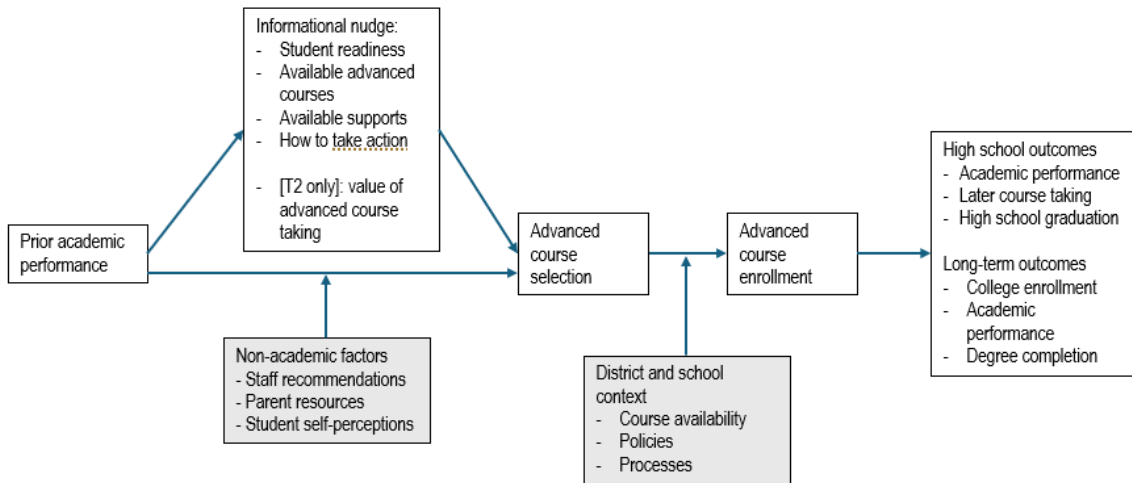 Informational nudge:
- Student readiness
- Available advanced
courses
- Available supports
- How to take action
- [T2 only]: value of
advanced course
taking
Prior academic
performance
Advanced
course
selection
Advanced
course
enrollment
High school outcomes
- Academic performance
- Later course taking
- High school graduation
Long-term outcomes
- College enrollment
- Academic
performance
- Degree completion
Non-academic factors
- Staff recommendations
- Parent resources
- Student self-perceptions
District and school
context
- Course availability
- Policies
- Processes